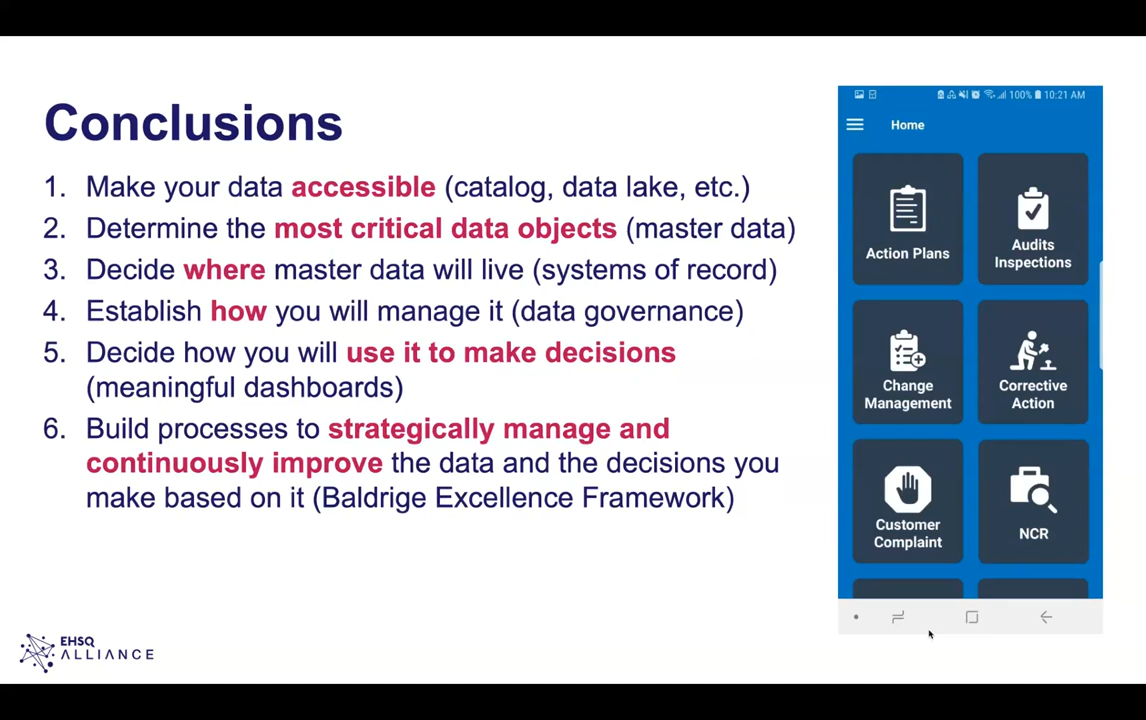 Conclusions
1. Make your data accessible (catalog, data lake, etc.)
2. Determine the most critical data objects (master data)
3. Decide where master data will live (systems of record)
4. Establish how you will manage it (data governance)
5. Decide how you will use it to make decisions
(meaningful dashboards)
6. Build processes to strategically manage and
continuously improve the data and the decisions you
make based on it (Baldrige Excellence Framework)
100% 10:21 AM
Home
Action Plans
Audits
Inspections
Change
Management
Corrective
Action
Customer
Complaint
NCR
EHSQ
ALLIANCE